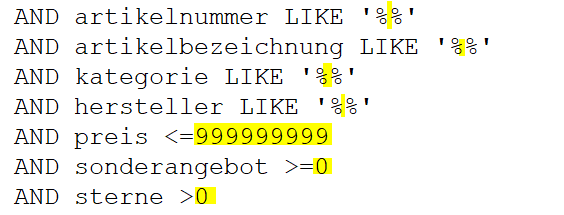 AND artikelnummer LIKE '%%'
AND artikelbezeichnung LIKE '%%'
AND kategorie LIKE '%%'
AND hersteller LIKE '%%'
AND preis <=999999999
AND sonderangebot >=0
AND sterne >0